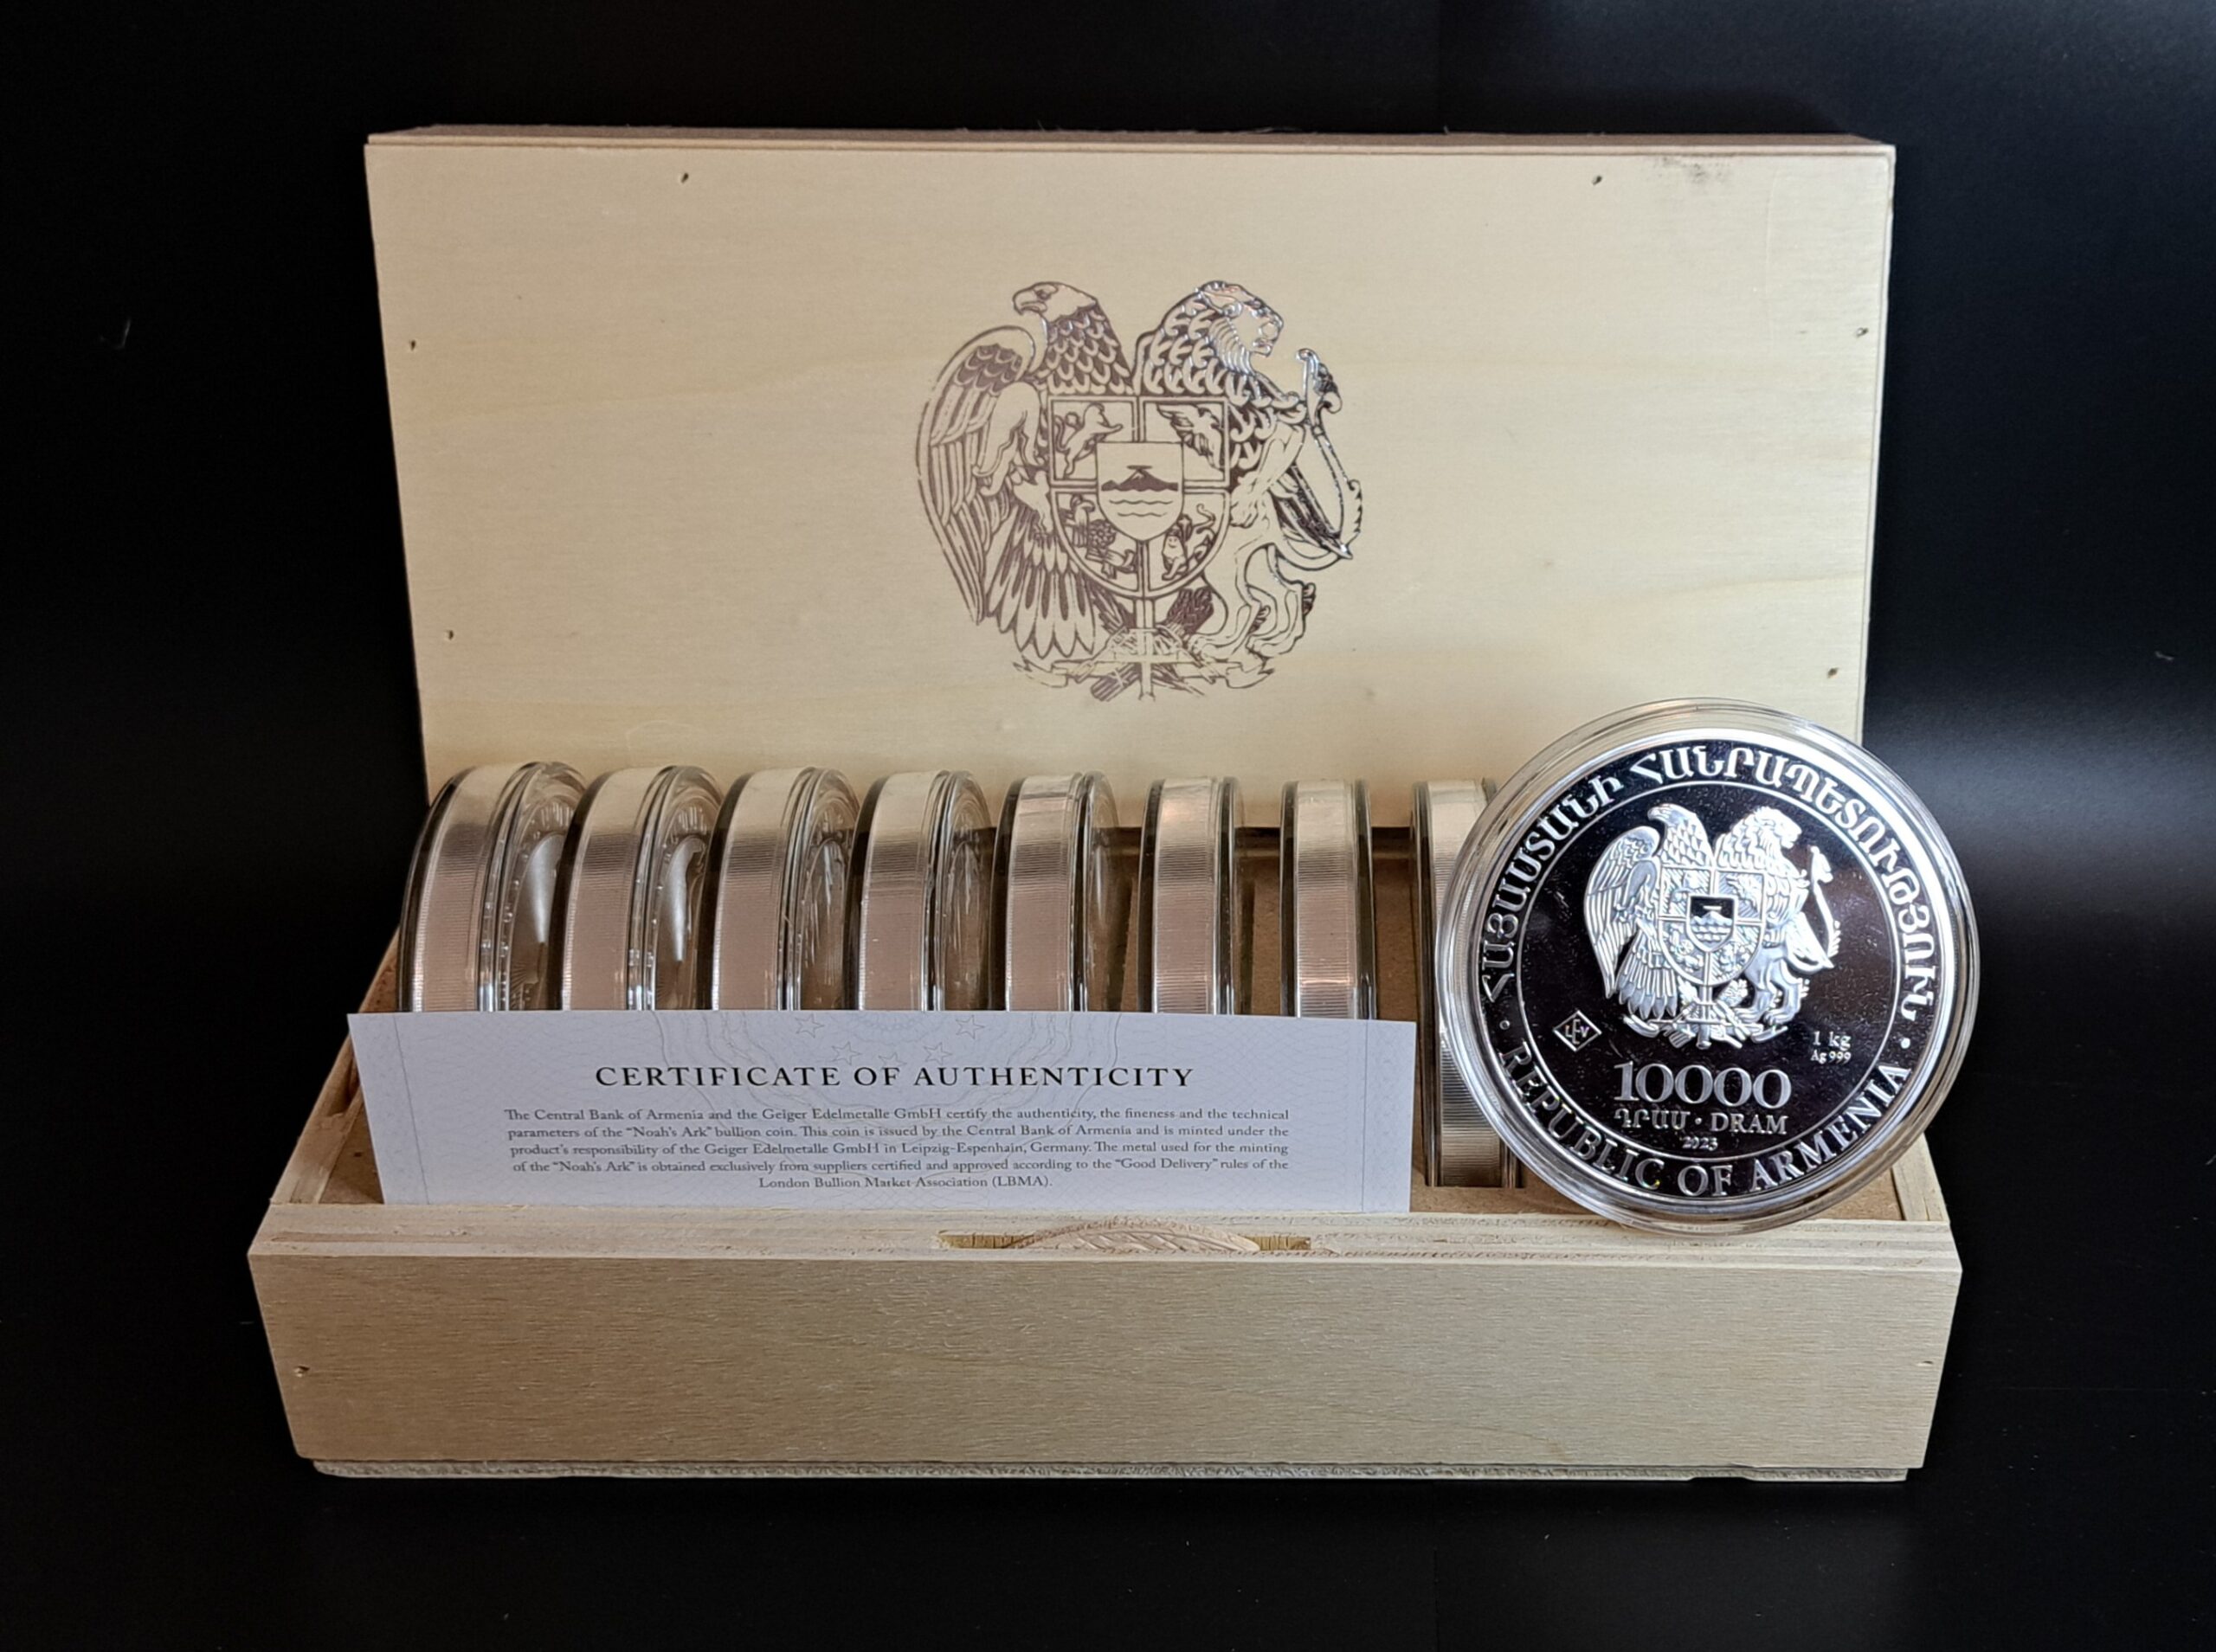 CERTIFICATE OF AUTHENTICITY
The Central Bank of Armenia and the Geiger Edelmetalle GmbH certify the authenticity, the fineness and the technical
parameters of the "Noah's Ark" bullion coin. This coin is issued by the Central Bank of Armenia and is minted under the
product's responsibility of the Geiger Edelmetalle GmbH in Leipzig-Espenhain, Germany. The metal used for the minting
of the "Noah's Ark" is obtained exclusively from suppliers certified and approved according to the "Good Delivery" rules of the
London Bullion Market Association (LBMA).
ՀԱՅԱՍՏԱՆԻ ՀԱՆՐԱՊԵՏՈՒԹՅՈՒՆ
LEV
1 kg
Ag 999
10000
ԴՐԱՄ · DRAM
2023
REPUBLIC OF ARMENIA